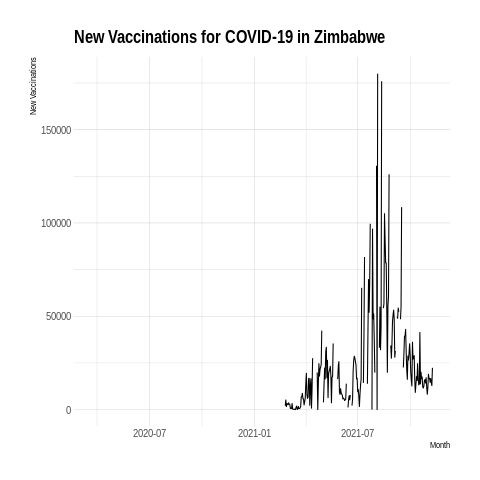 New Vaccinations for COVID-19 in Zimbabwe
New Vaccinations
150000
100000
50000
0
2020-07
2021-01
2021-07
Month